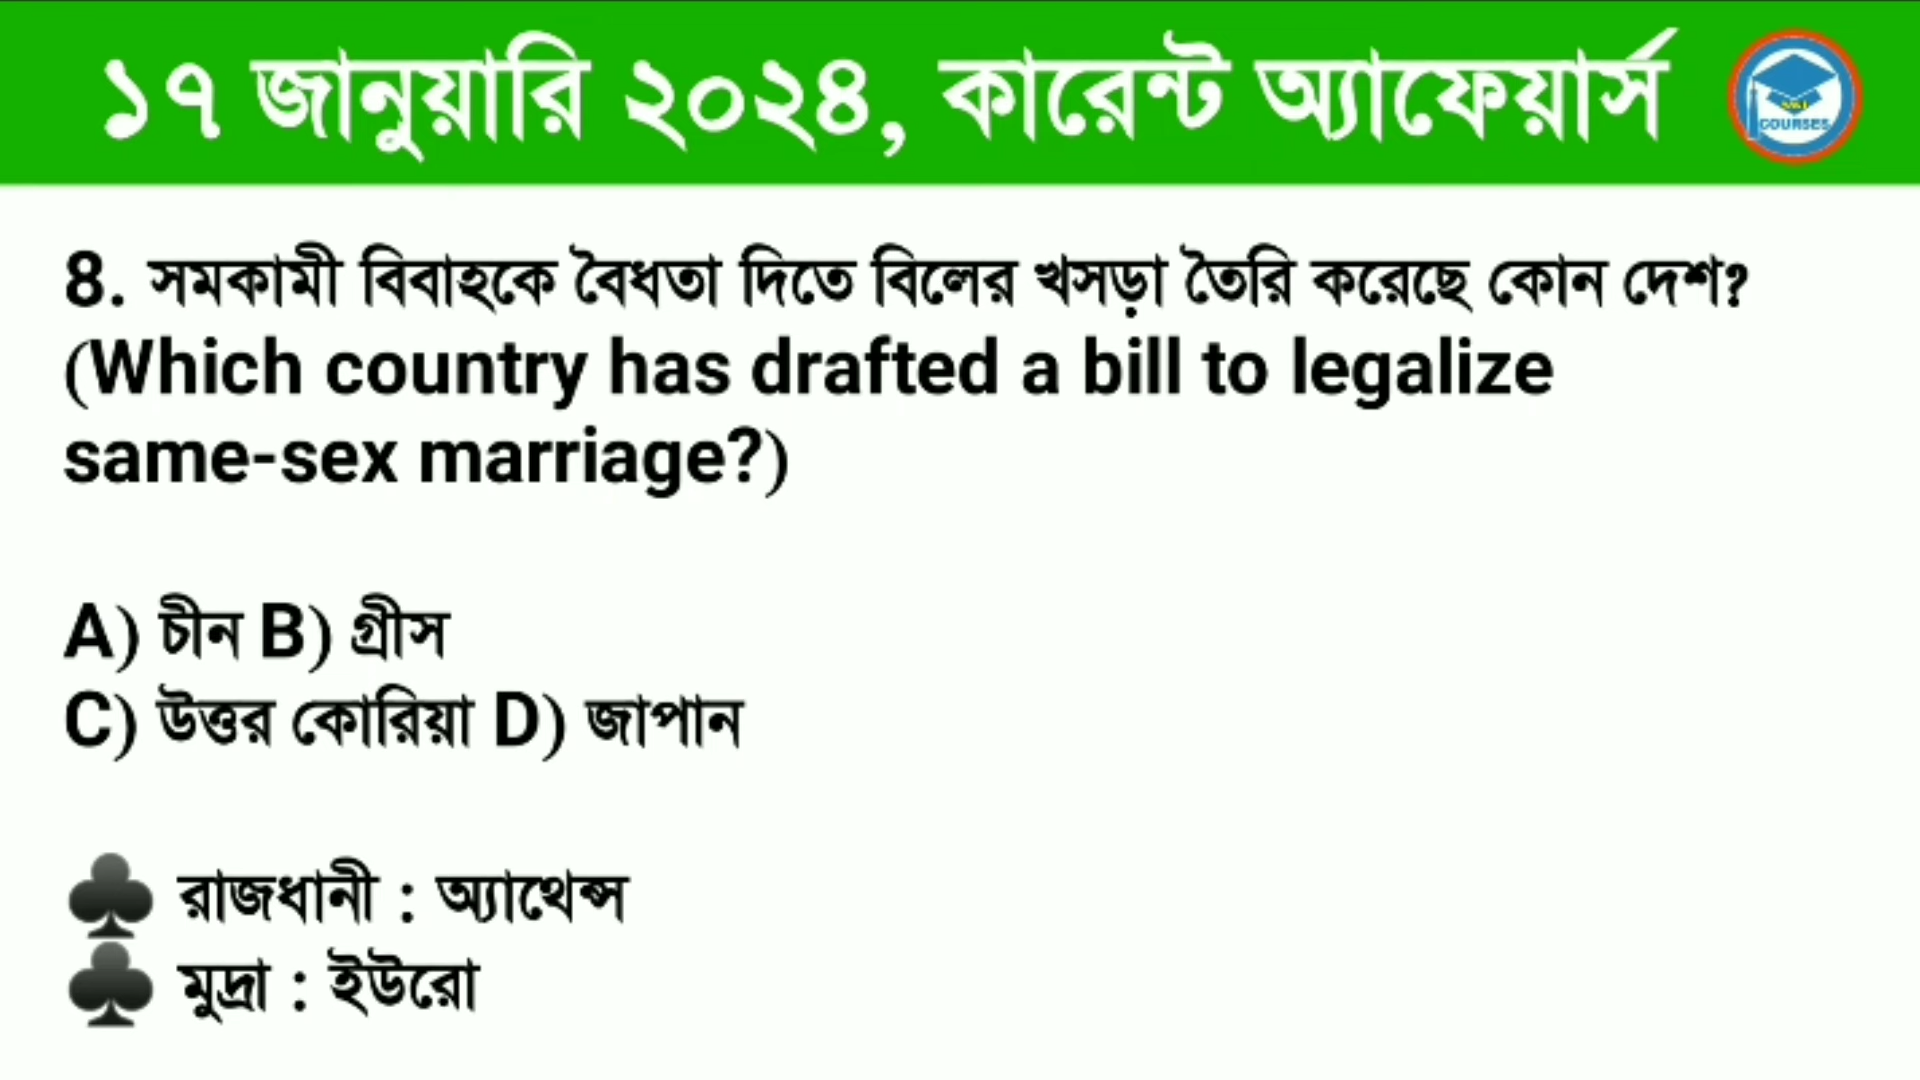 ১৭ জানুয়ারি ২০২৪, কারেন্ট অ্যাফেয়ার্স
COURSES
8. সমকামী বিবাহকে বৈধতা দিতে বিলের খসড়া তৈরি করেছে কোন দেশ?
(Which country has drafted a bill to legalize
same-sex marriage?)
A) চীন B) গ্রীস
C) উত্তর কোরিয়া D) জাপান
♣ রাজধানী : অ্যাথেন্স
♣ মুদ্রা : ইউরো